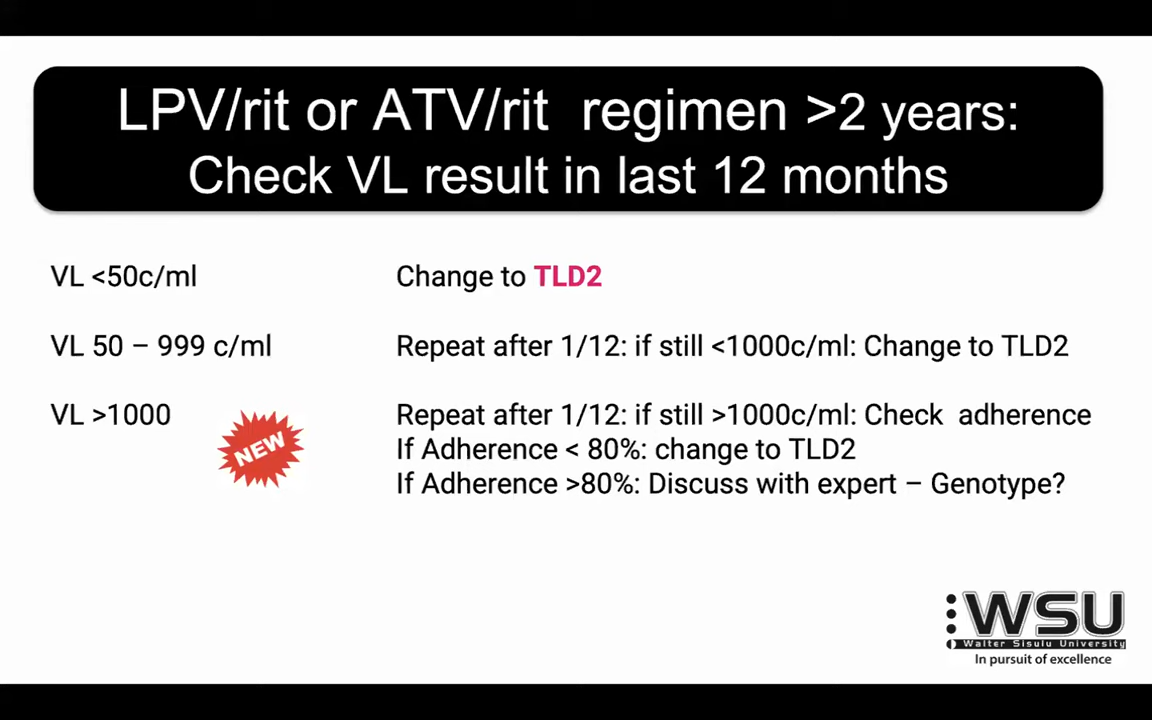 LPV/rit or ATV/rit regimen >2 years:
Check VL result in last 12 months
VL <50c/ml Change to TLD2
VL 50 – 999 c/ml Repeat after 1/12: if still <1000c/ml: Change to TLD2
VL >1000 Repeat after 1/12: if still >1000c/ml: Check adherence
NEW
If Adherence < 80%: change to TLD2
If Adherence >80%: Discuss with expert – Genotype?
WSU
Walter Sisulu University
In pursuit of excellence